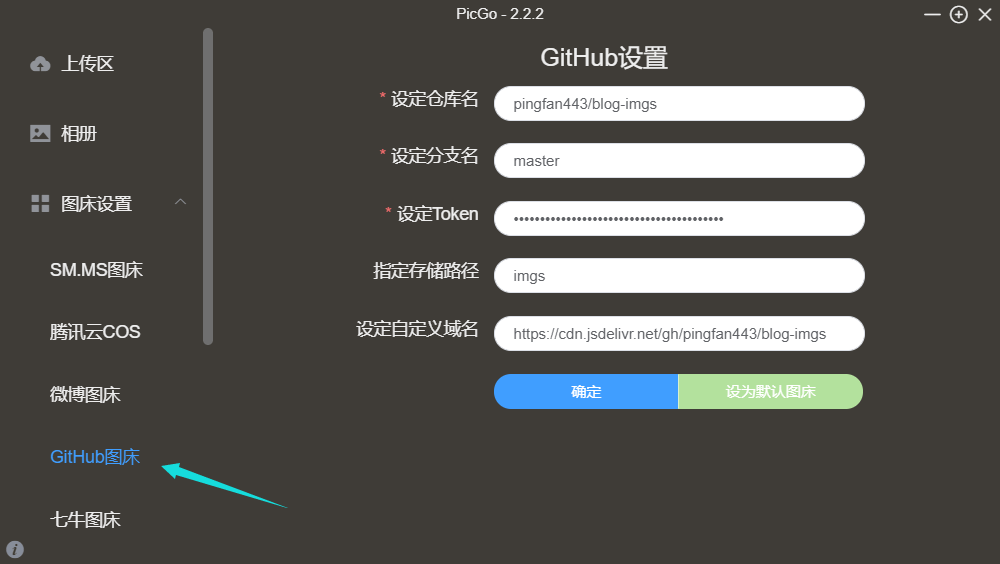 PicGo - 2.2.2
上传区
相册
图床设置
SM.MS图床
腾讯云COS
微博图床
GitHub图床
七牛图床
GitHub设置
* 设定仓库名
pingfan443/blog-imgs
* 设定分支名
master
* 设定Token
••••••••••••••••••••••••••••••••••••••••
指定存储路径
imgs
设定自定义域名
https://cdn.jsdelivr.net/gh/pingfan443/blog-imgs
确定
设为默认图床